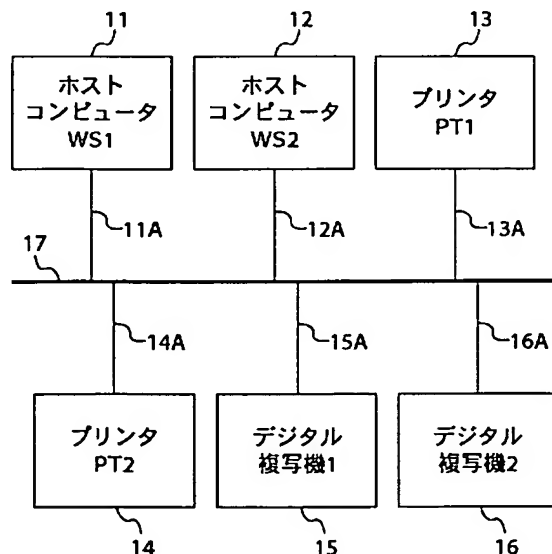 11
12
13
ホスト
コンピュータ
WS1
ホスト
コンピュータ
WS2
プリンタ
PT1
11A
12A
13A
17
14A
15A
16A
プリンタ
PT2
デジタル
複写機1
デジタル
複写機2
14
15
16